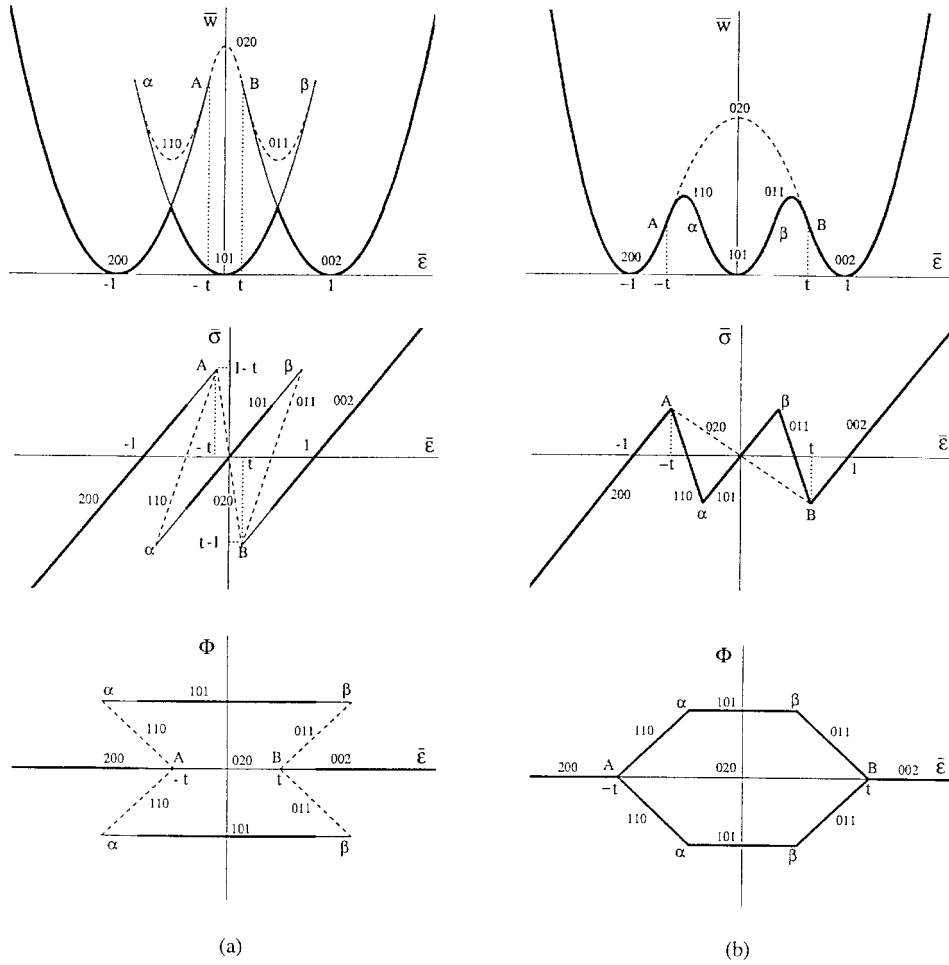 w̄
α A 020 B β
110 011
200 101 002 ε̄
-1 -t t 1
w̄
020
110 011
A α β B
200 101 002 ε̄
-1 -t t 1
σ̄
A 1-t β
101 011 002
-1 -t t 1 ε̄
200 110 020
α t-1 B
σ̄
A β
020 011 002
-1 -t t 1 ε̄
200 110 101
α B
Φ
α 101 β
110 011
200 A 020 B 002 ε̄
-t t
110 011
α 101 β
Φ
α 101 β
110 011
200 A 020 B 002 ε̄
-t t
110 011
α 101 β
(a) (b)